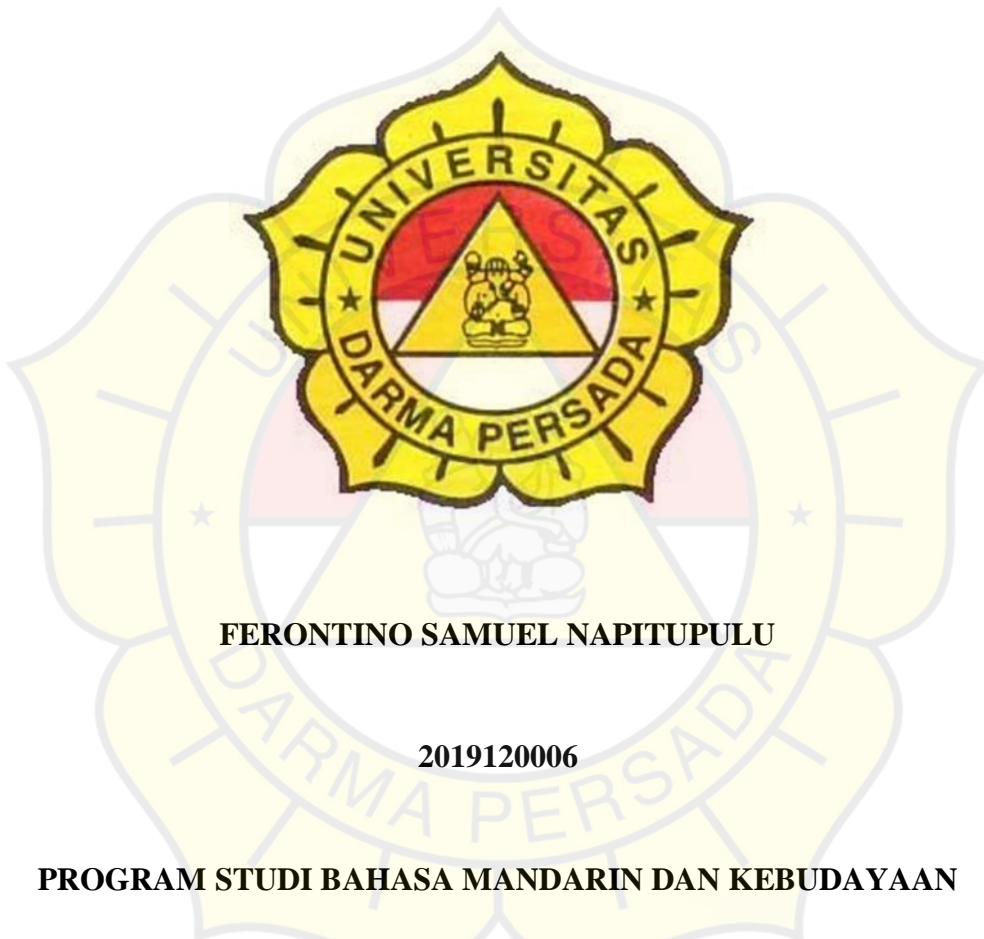 UNIVERSITAS
DARMA PERSADA
FERONTINO SAMUEL NAPITUPULU
2019120006
PROGRAM STUDI BAHASA MANDARIN DAN KEBUDAYAAN